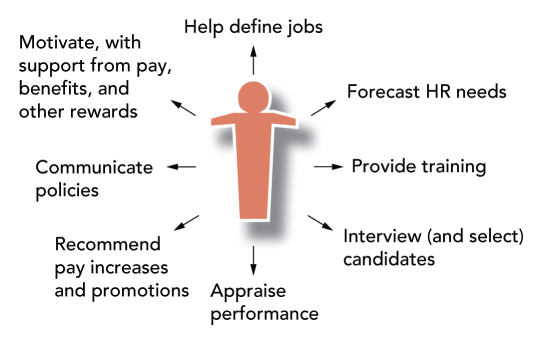 Help define jobs
Forecast HR needs
Provide training
Interview (and select)
candidates
Appraise
performance
Recommend
pay increases
and promotions
Communicate
policies
Motivate, with
support from pay,
benefits, and
other rewards